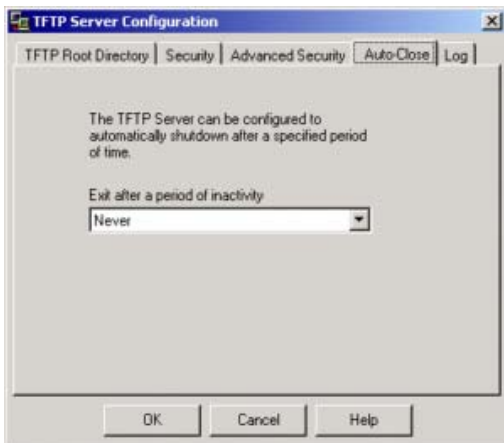 TFTP Server Configuration
TFTP Root Directory Security Advanced Security Auto-Close Log
The TFTP Server can be configured to
automatically shutdown after a specified period
of time.
Exit after a period of inactivity
Never
OK Cancel Help